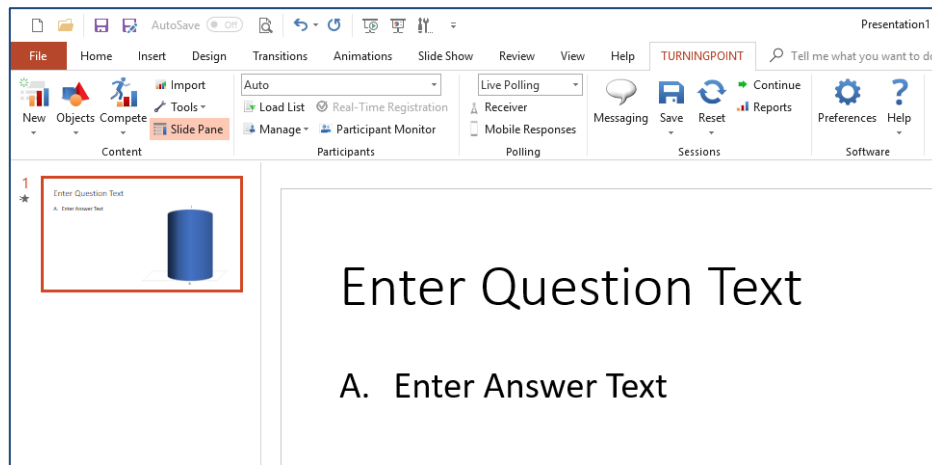 AutoSave Off Presentation1
File Home Insert Design Transitions Animations Slide Show Review View Help TURNINGPOINT Tell me what you want to do
New Objects Compete Import Tools Slide Pane
Content
Auto
Load List Real-Time Registration
Manage Participant Monitor
Participants
Live Polling
Receiver
Mobile Responses
Polling
Messaging Save Reset Continue Reports
Sessions
Preferences Help
Software
1
Enter Question Text
A. Enter Answer Text
Enter Question Text
A. Enter Answer Text